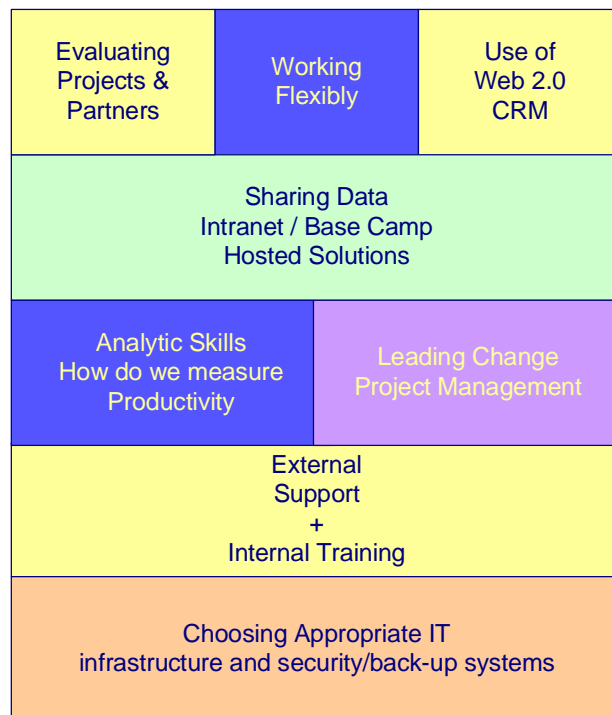 Evaluating
Projects &
Partners
Working
Flexibly
Use of
Web 2.0
CRM
Sharing Data
Intranet / Base Camp
Hosted Solutions
Analytic Skills
How do we measure
Productivity
Leading Change
Project Management
External
Support
+
Internal Training
Choosing Appropriate IT
infrastructure and security/back-up systems